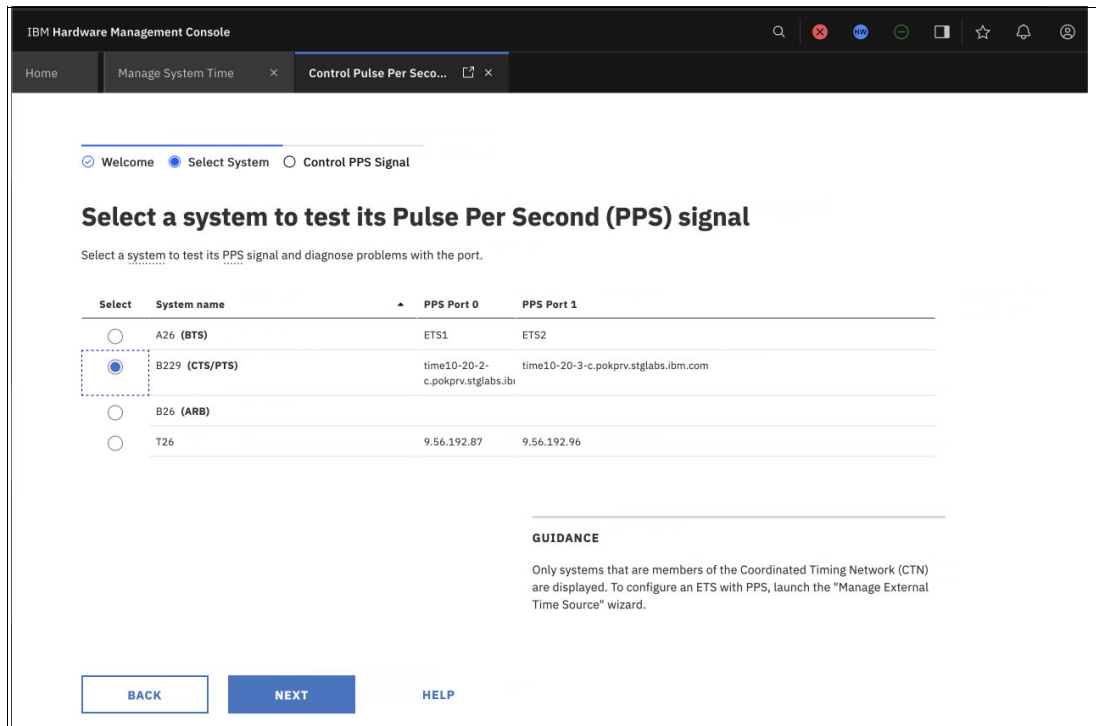 IBM Hardware Management Console
HW
Home
Manage System Time
Control Pulse Per Seco...
Welcome
Select System
Control PPS Signal
Select a system to test its Pulse Per Second (PPS) signal
Select a system to test its PPS signal and diagnose problems with the port.
Select System name PPS Port 0 PPS Port 1
A26 (BTS) ETS1 ETS2
B229 (CTS/PTS) time10-20-2- time10-20-3-c.pokprv.stglabs.ibm.com
c.pokprv.stglabs.ib
B26 (ARB)
T26 9.56.192.87 9.56.192.96
GUIDANCE
Only systems that are members of the Coordinated Timing Network (CTN)
are displayed. To configure an ETS with PPS, launch the "Manage External
Time Source" wizard.
BACK
NEXT
HELP